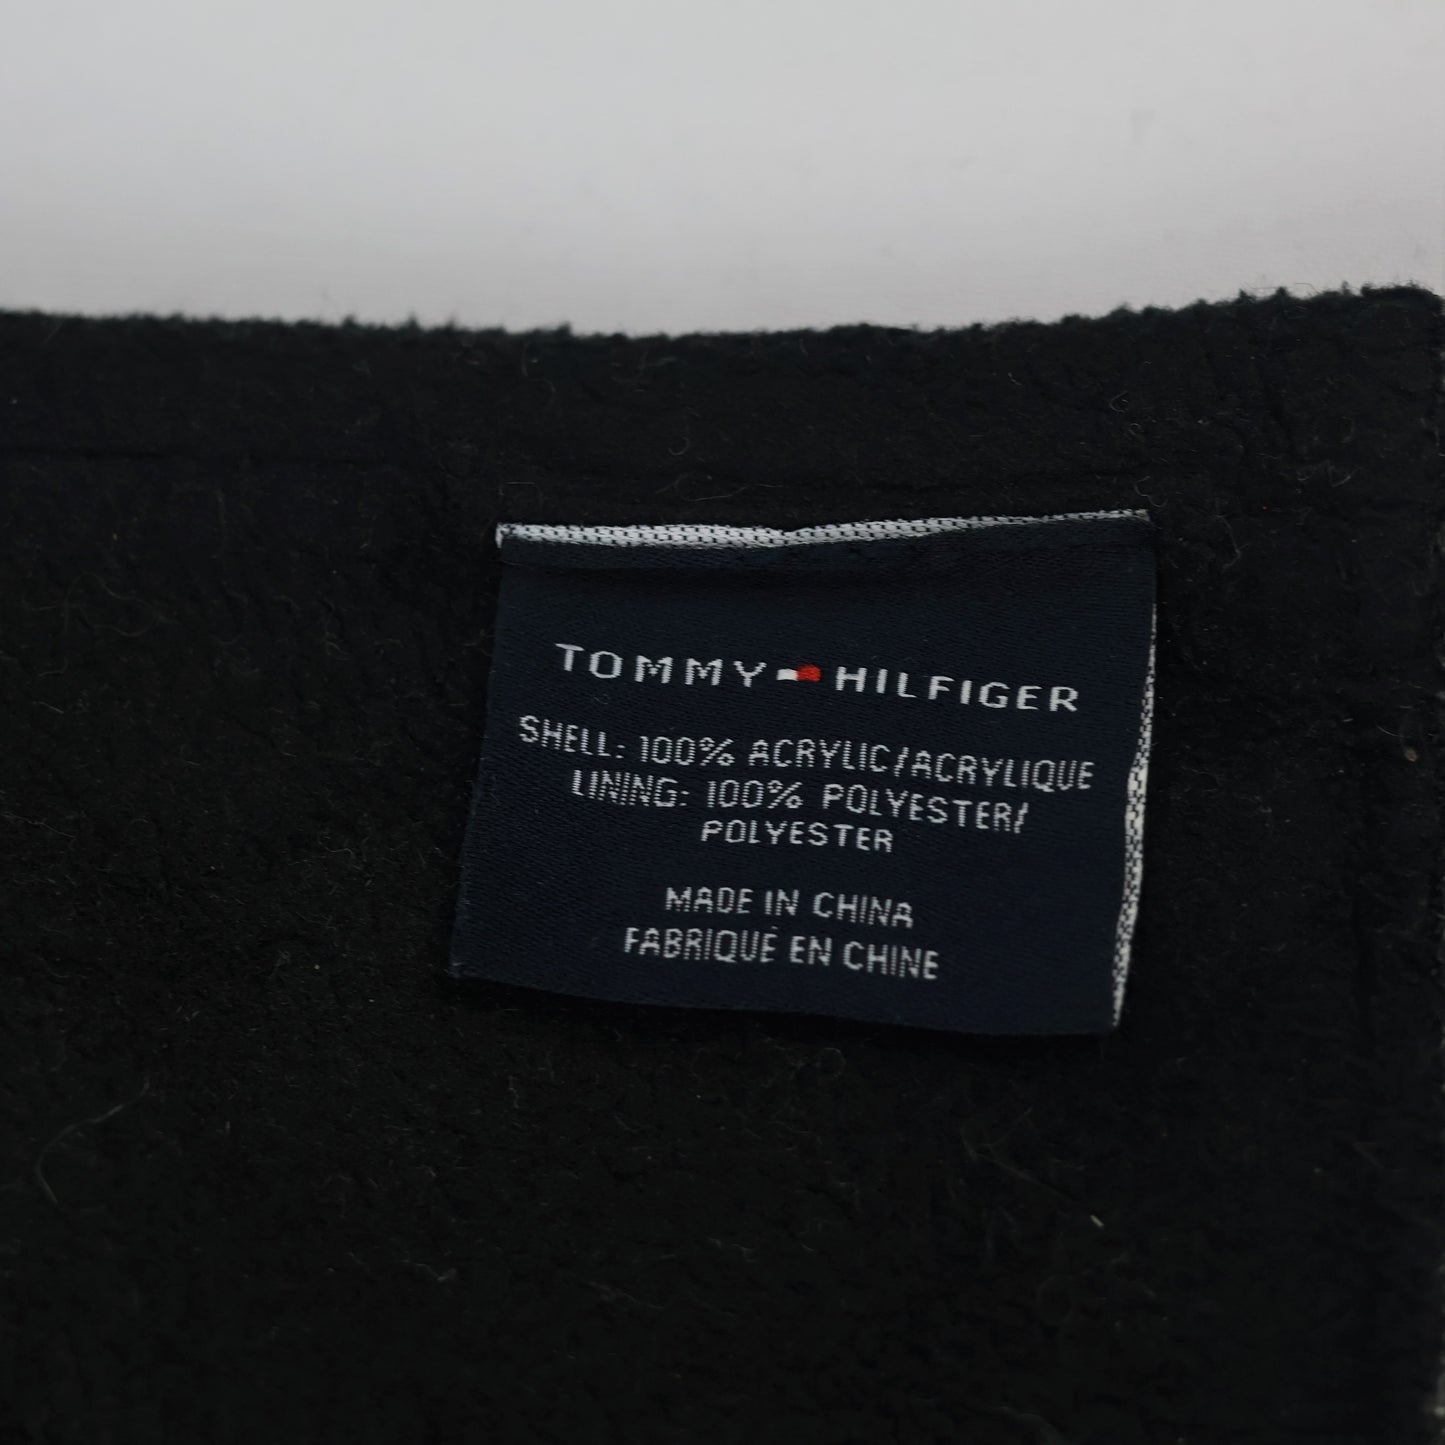 TOMMY HILFIGER
SHELL: 100% ACRYLIC/ACRYLIQUE
LINING: 100% POLYESTER/
POLYESTER
MADE IN CHINA
FABRIQUÉ EN CHINE